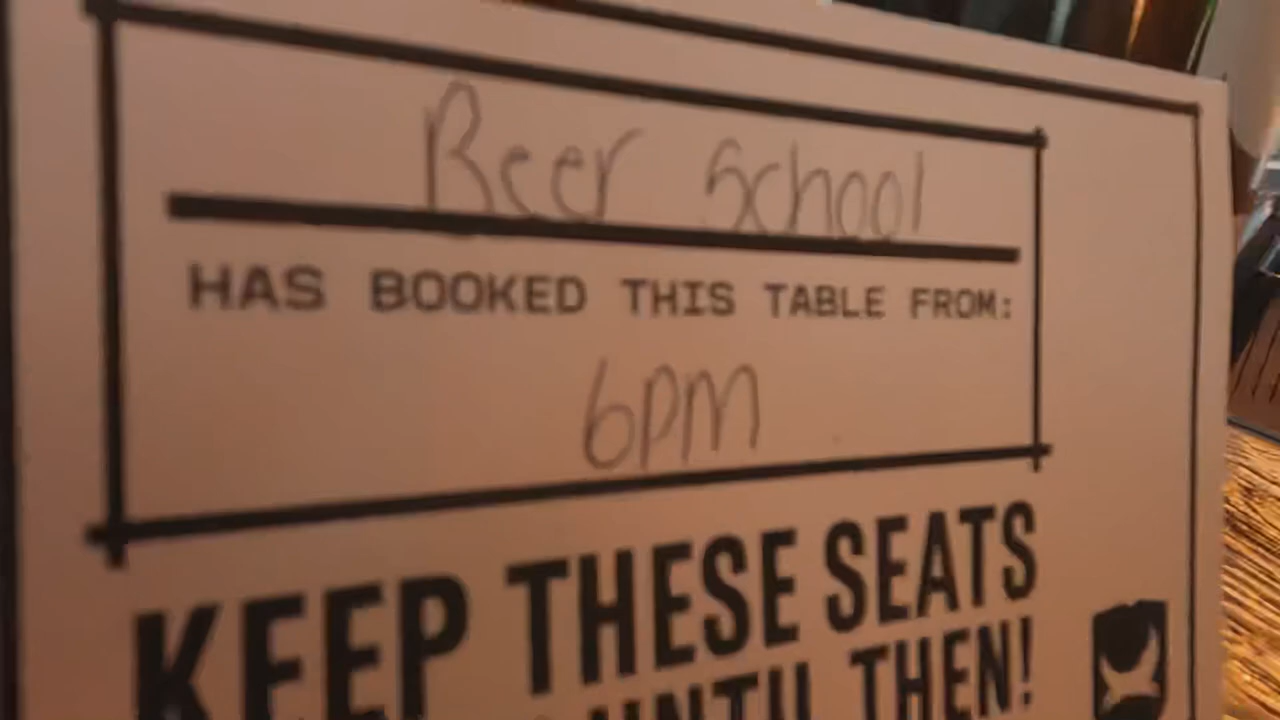 Beer School
HAS BOOKED THIS TABLE FROM:
6PM
KEEP THESE SEATS
UNTIL THEN!